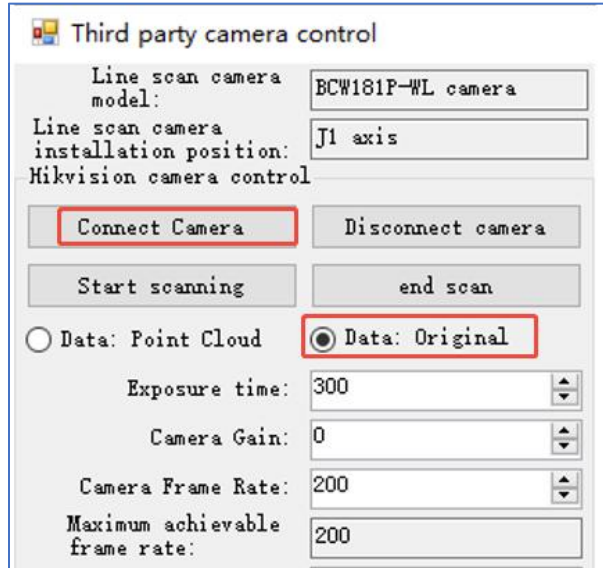 Third party camera control
Line scan camera
model:
BCW181P-WL camera
Line scan camera
installation position:
J1 axis
Hikvision camera control
Connect Camera
Disconnect camera
Start scanning
end scan
Data: Point Cloud
Data: Original
Exposure time:
300
Camera Gain:
0
Camera Frame Rate:
200
Maximum achievable
frame rate:
200